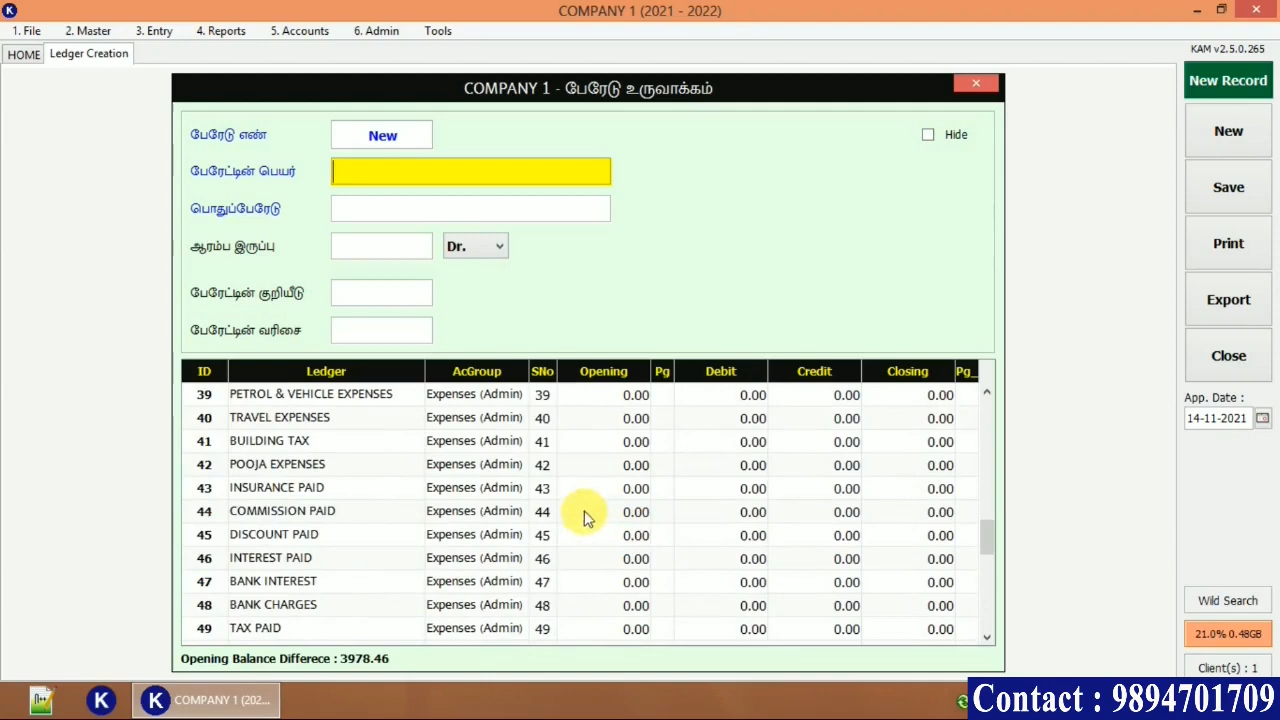 K
COMPANY 1 (2021 - 2022)
1. File 2. Master 3. Entry 4. Reports 5. Accounts 6. Admin Tools
HOME Ledger Creation
KAM v2.5.0.265
COMPANY 1 - பேரேடு உருவாக்கம்
பேரேடு எண் New Hide
பேரேட்டின் பெயர்
பொதுப்பேரேடு
ஆரம்ப இருப்பு Dr.
பேரேட்டின் குறியீடு
பேரேட்டின் வரிசை
ID Ledger AcGroup SNo Opening Pg Debit Credit Closing Pg_
39 PETROL & VEHICLE EXPENSES Expenses (Admin) 39 0.00 0.00 0.00 0.00
40 TRAVEL EXPENSES Expenses (Admin) 40 0.00 0.00 0.00 0.00
41 BUILDING TAX Expenses (Admin) 41 0.00 0.00 0.00 0.00
42 POOJA EXPENSES Expenses (Admin) 42 0.00 0.00 0.00 0.00
43 INSURANCE PAID Expenses (Admin) 43 0.00 0.00 0.00 0.00
44 COMMISSION PAID Expenses (Admin) 44 0.00 0.00 0.00 0.00
45 DISCOUNT PAID Expenses (Admin) 45 0.00 0.00 0.00 0.00
46 INTEREST PAID Expenses (Admin) 46 0.00 0.00 0.00 0.00
47 BANK INTEREST Expenses (Admin) 47 0.00 0.00 0.00 0.00
48 BANK CHARGES Expenses (Admin) 48 0.00 0.00 0.00 0.00
49 TAX PAID Expenses (Admin) 49 0.00 0.00 0.00 0.00
Opening Balance Differece : 3978.46
New Record
New
Save
Print
Export
Close
App. Date :
14-11-2021
Wild Search
21.0% 0.48GB
Client(s) : 1
K K COMPANY 1 (202...
Contact : 9894701709